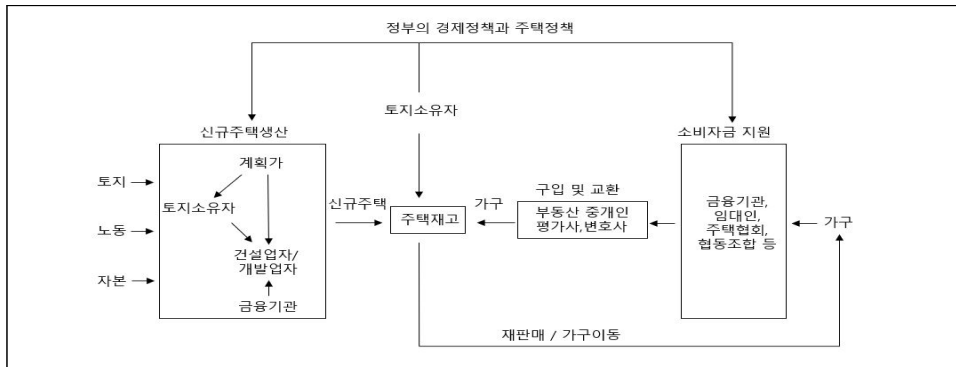 정부의 경제정책과 주택정책
토지소유자
신규주택생산
소비자금 지원
계획가
토지
토지소유자
신규주택
주택재고
가구
구입 및 교환
부동산 중개인
평가사,변호사
금융기관,
임대인,
주택협회,
협동조합 등
가구
노동
건설업자/
개발업자
자본
금융기관
재판매 / 가구이동